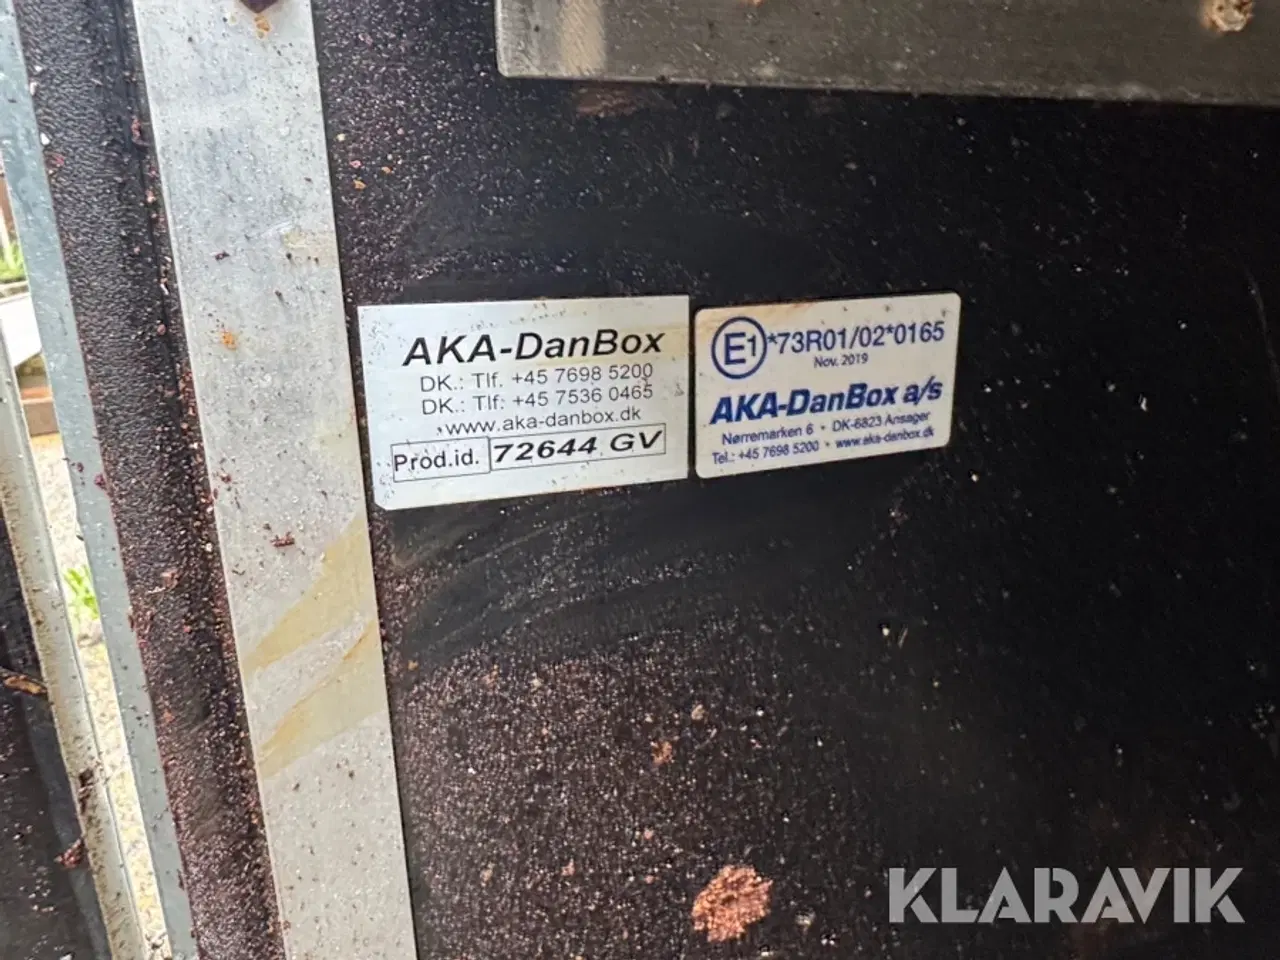 AKA-DanBox
DK.: Tlf. +45 7698 5200
DK.: Tlf: +45 7536 0465
www.aka-danbox.dk
Prod.id. 72644 GV
E1 *73R01/02*0165
Nov. 2019
AKA-DanBox a/s
Nørremarken 6 • DK-6823 Ansager
Tel.: +45 7698 5200 • www.aka-danbox.dk
KLARAVIK